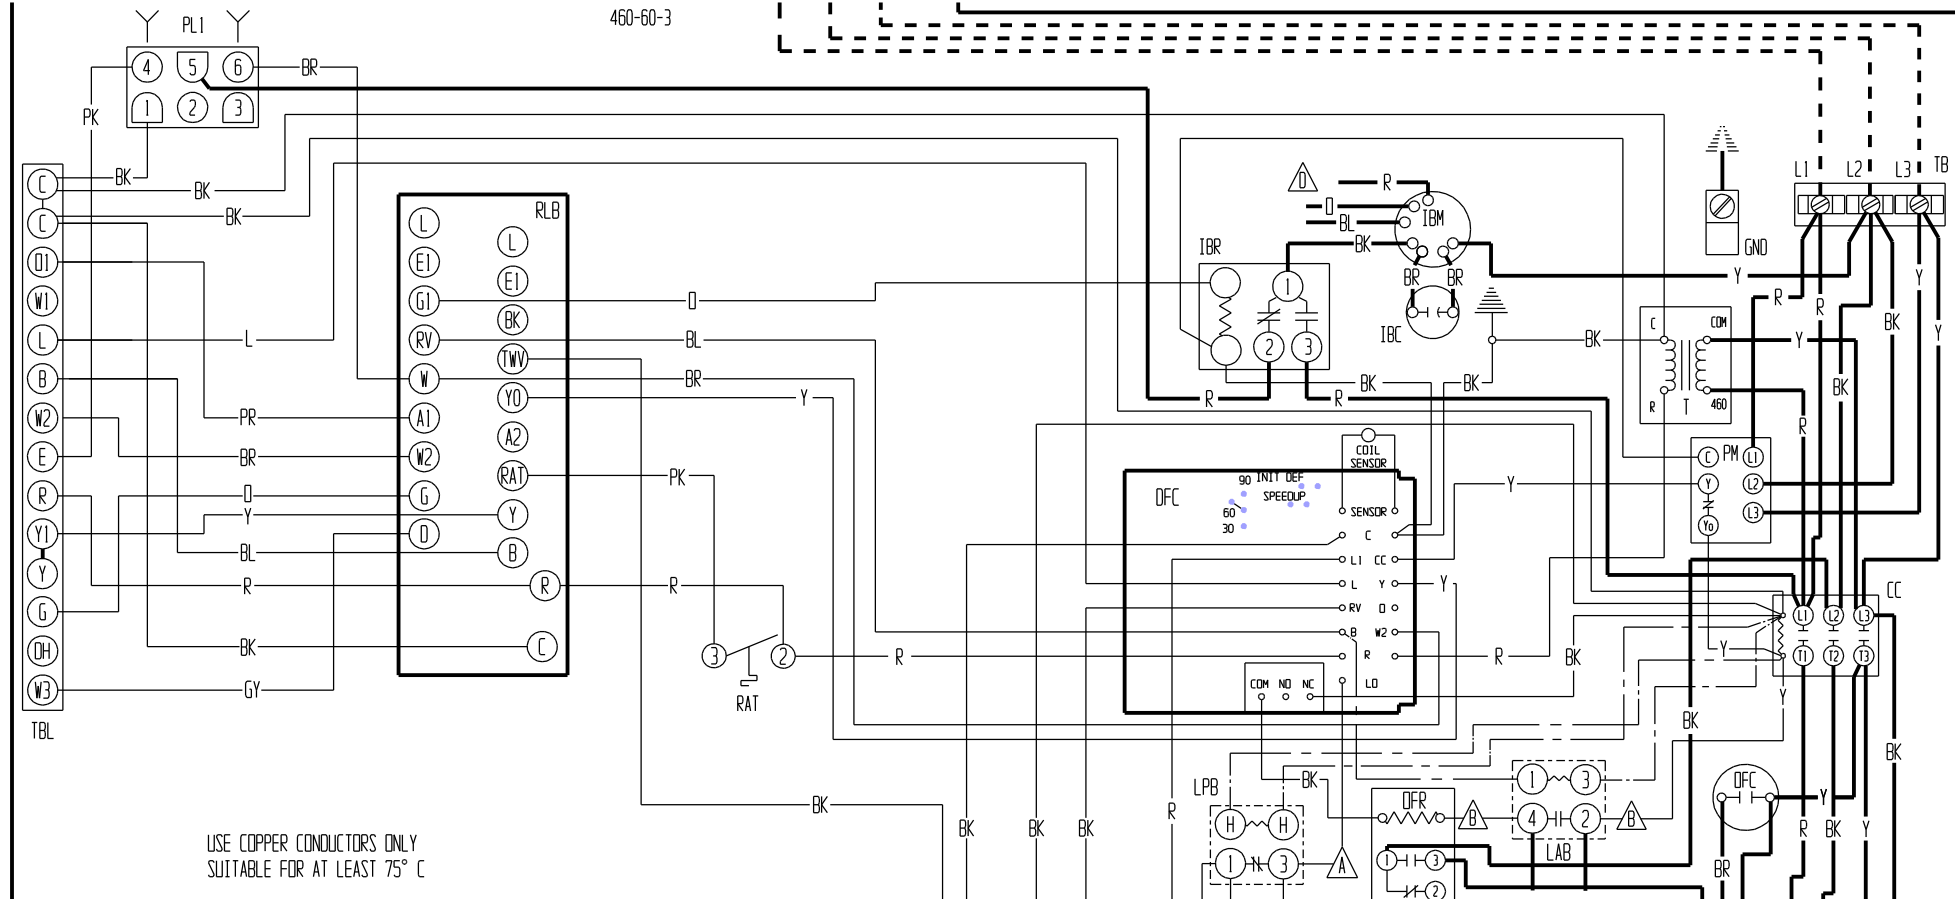 460-60-3
PL1
4 5 6
1 2 3
BR
PK
BK
BK
BK
C
C
O1
W1
L
B
W2
E
R
Y1
Y
G
OH
W3
TBL
L
PR
BR
O
Y
BL
R
BK
GY
RLB
L
E1
G1
RV
W
A1
W2
G
O
L
E1
BK
TWV
YO
A2
RAT
Y
B
R
C
O
BL
BR
Y
PK
R
3 2
RAT
R
BK
USE COPPER CONDUCTORS ONLY
SUITABLE FOR AT LEAST 75° C
D
R
O
BL
BK
IBM
BR BR
IBC
IBR
1
2 3
R
R
BK
BK
BK
Y
GND
L1 L2 L3 TB
R
R
BK
BK
Y
Y
C COM
R T 460
Y
R
C PM L1
Y L2
YO L3
DFC
90 INIT DEF
SPEEDUP
60
30
COIL
SENSOR
SENSOR
C
L1 CC
L Y
RV O
B W2
R
LO
COM NO NC
Y
Y
R
BK
CC
L1 L2 L3
T1 T2 T3
Y
Y
BK
BK
OFC
Y
BR
R BK Y
LPB
H H
1 3
A
BK
R
OFR
1 3
2
B
1 3
4 2
LAB
B
BK
BK
BK